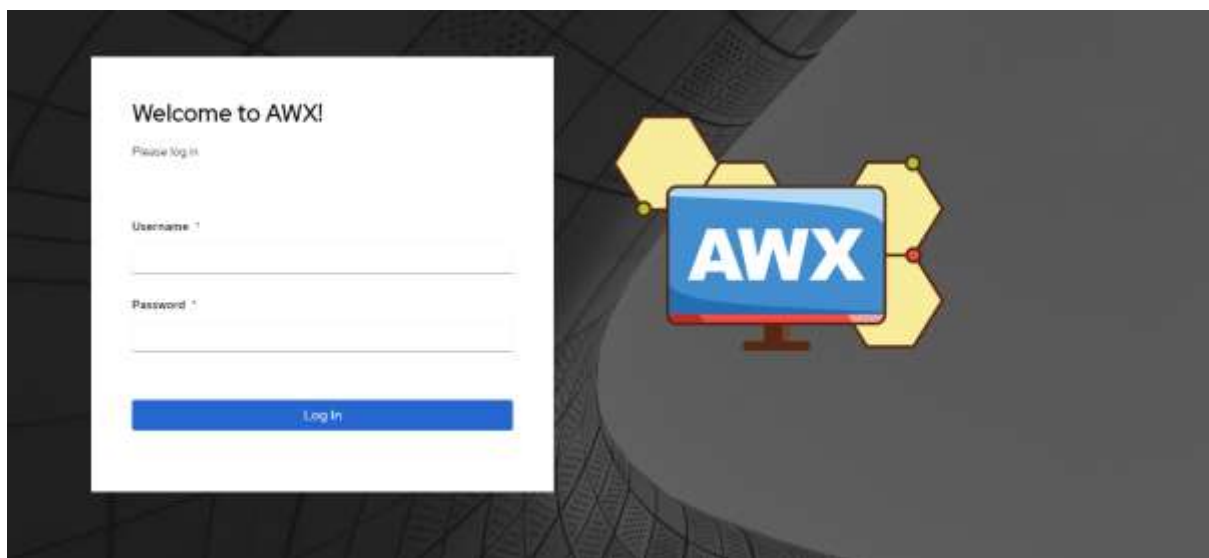 Welcome to AWX!
Please log in
Username *
Password *
Log In
AWX